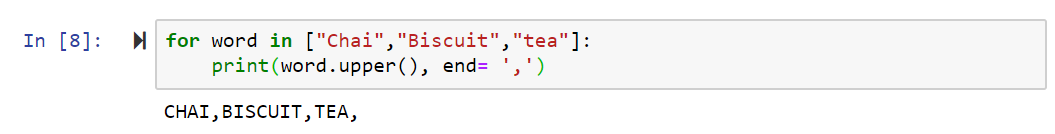 In [8]: for word in ["Chai","Biscuit","tea"]:
print(word.upper(), end= ',')
CHAI,BISCUIT,TEA,